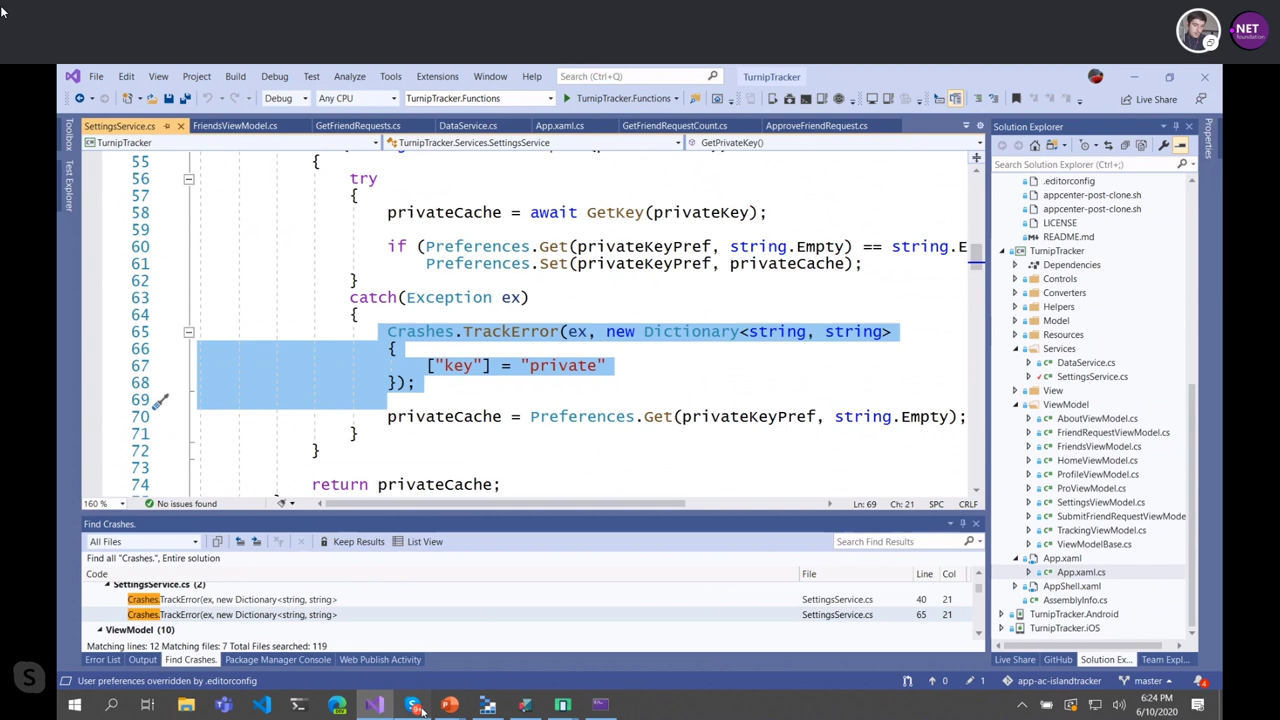 NET
foundation
File Edit View Project Build Debug Test Analyze Tools Extensions Window Help Search (Ctrl+Q) TurnipTracker
Debug Any CPU TurnipTracker.Functions TurnipTracker.Functions Live Share
SettingsService.cs FriendsViewModel.cs GetFriendRequests.cs DataService.cs App.xaml.cs GetFriendRequestCount.cs ApproveFriendRequest.cs
TurnipTracker TurnipTracker.Services.SettingsService GetPrivateKey()
Toolbox
Test Explorer
55 {
56 try
57 {
58 privateCache = await GetKey(privateKey);
59
60 if (Preferences.Get(privateKeyPref, string.Empty) == string.E
61 Preferences.Set(privateKeyPref, privateCache);
62 }
63 catch(Exception ex)
64 {
65 Crashes.TrackError(ex, new Dictionary<string, string>
66 {
67 ["key"] = "private"
68 });
69
70 privateCache = Preferences.Get(privateKeyPref, string.Empty);
71 }
72 }
73
74 return privateCache;
160 % No issues found Ln: 69 Ch: 21 SPC CRLF
Find Crashes.
All Files Keep Results List View Search Find Results
Find all "Crashes.", Entire solution
Code File Line Col
SettingsService.cs (2)
Crashes.TrackError(ex, new Dictionary<string, string> SettingsService.cs 40 21
Crashes.TrackError(ex, new Dictionary<string, string> SettingsService.cs 65 21
ViewModel (10)
Matching lines: 12 Matching files: 7 Total files searched: 119
Error List Output Find Crashes. Package Manager Console Web Publish Activity
Solution Explorer
Search Solution Explorer (Ctrl+;)
.editorconfig
appcenter-post-clone.sh
appcenter-post-clone.sh
LICENSE
README.md
TurnipTracker
Dependencies
Controls
Converters
Helpers
Model
Resources
Services
DataService.cs
SettingsService.cs
View
ViewModel
AboutViewModel.cs
FriendRequestViewModel.cs
FriendsViewModel.cs
HomeViewModel.cs
ProfileViewModel.cs
ProViewModel.cs
SettingsViewModel.cs
SubmitFriendRequestViewMode
TrackingViewModel.cs
ViewModelBase.cs
App.xaml
App.xaml.cs
AppShell.xaml
AssemblyInfo.cs
TurnipTracker.Android
TurnipTracker.iOS
Live Share GitHub Solution Ex... Team Expl...
Properties
User preferences overridden by .editorconfig 0 1 app-ac-islandtracker master 4
6:24 PM
6/10/2020